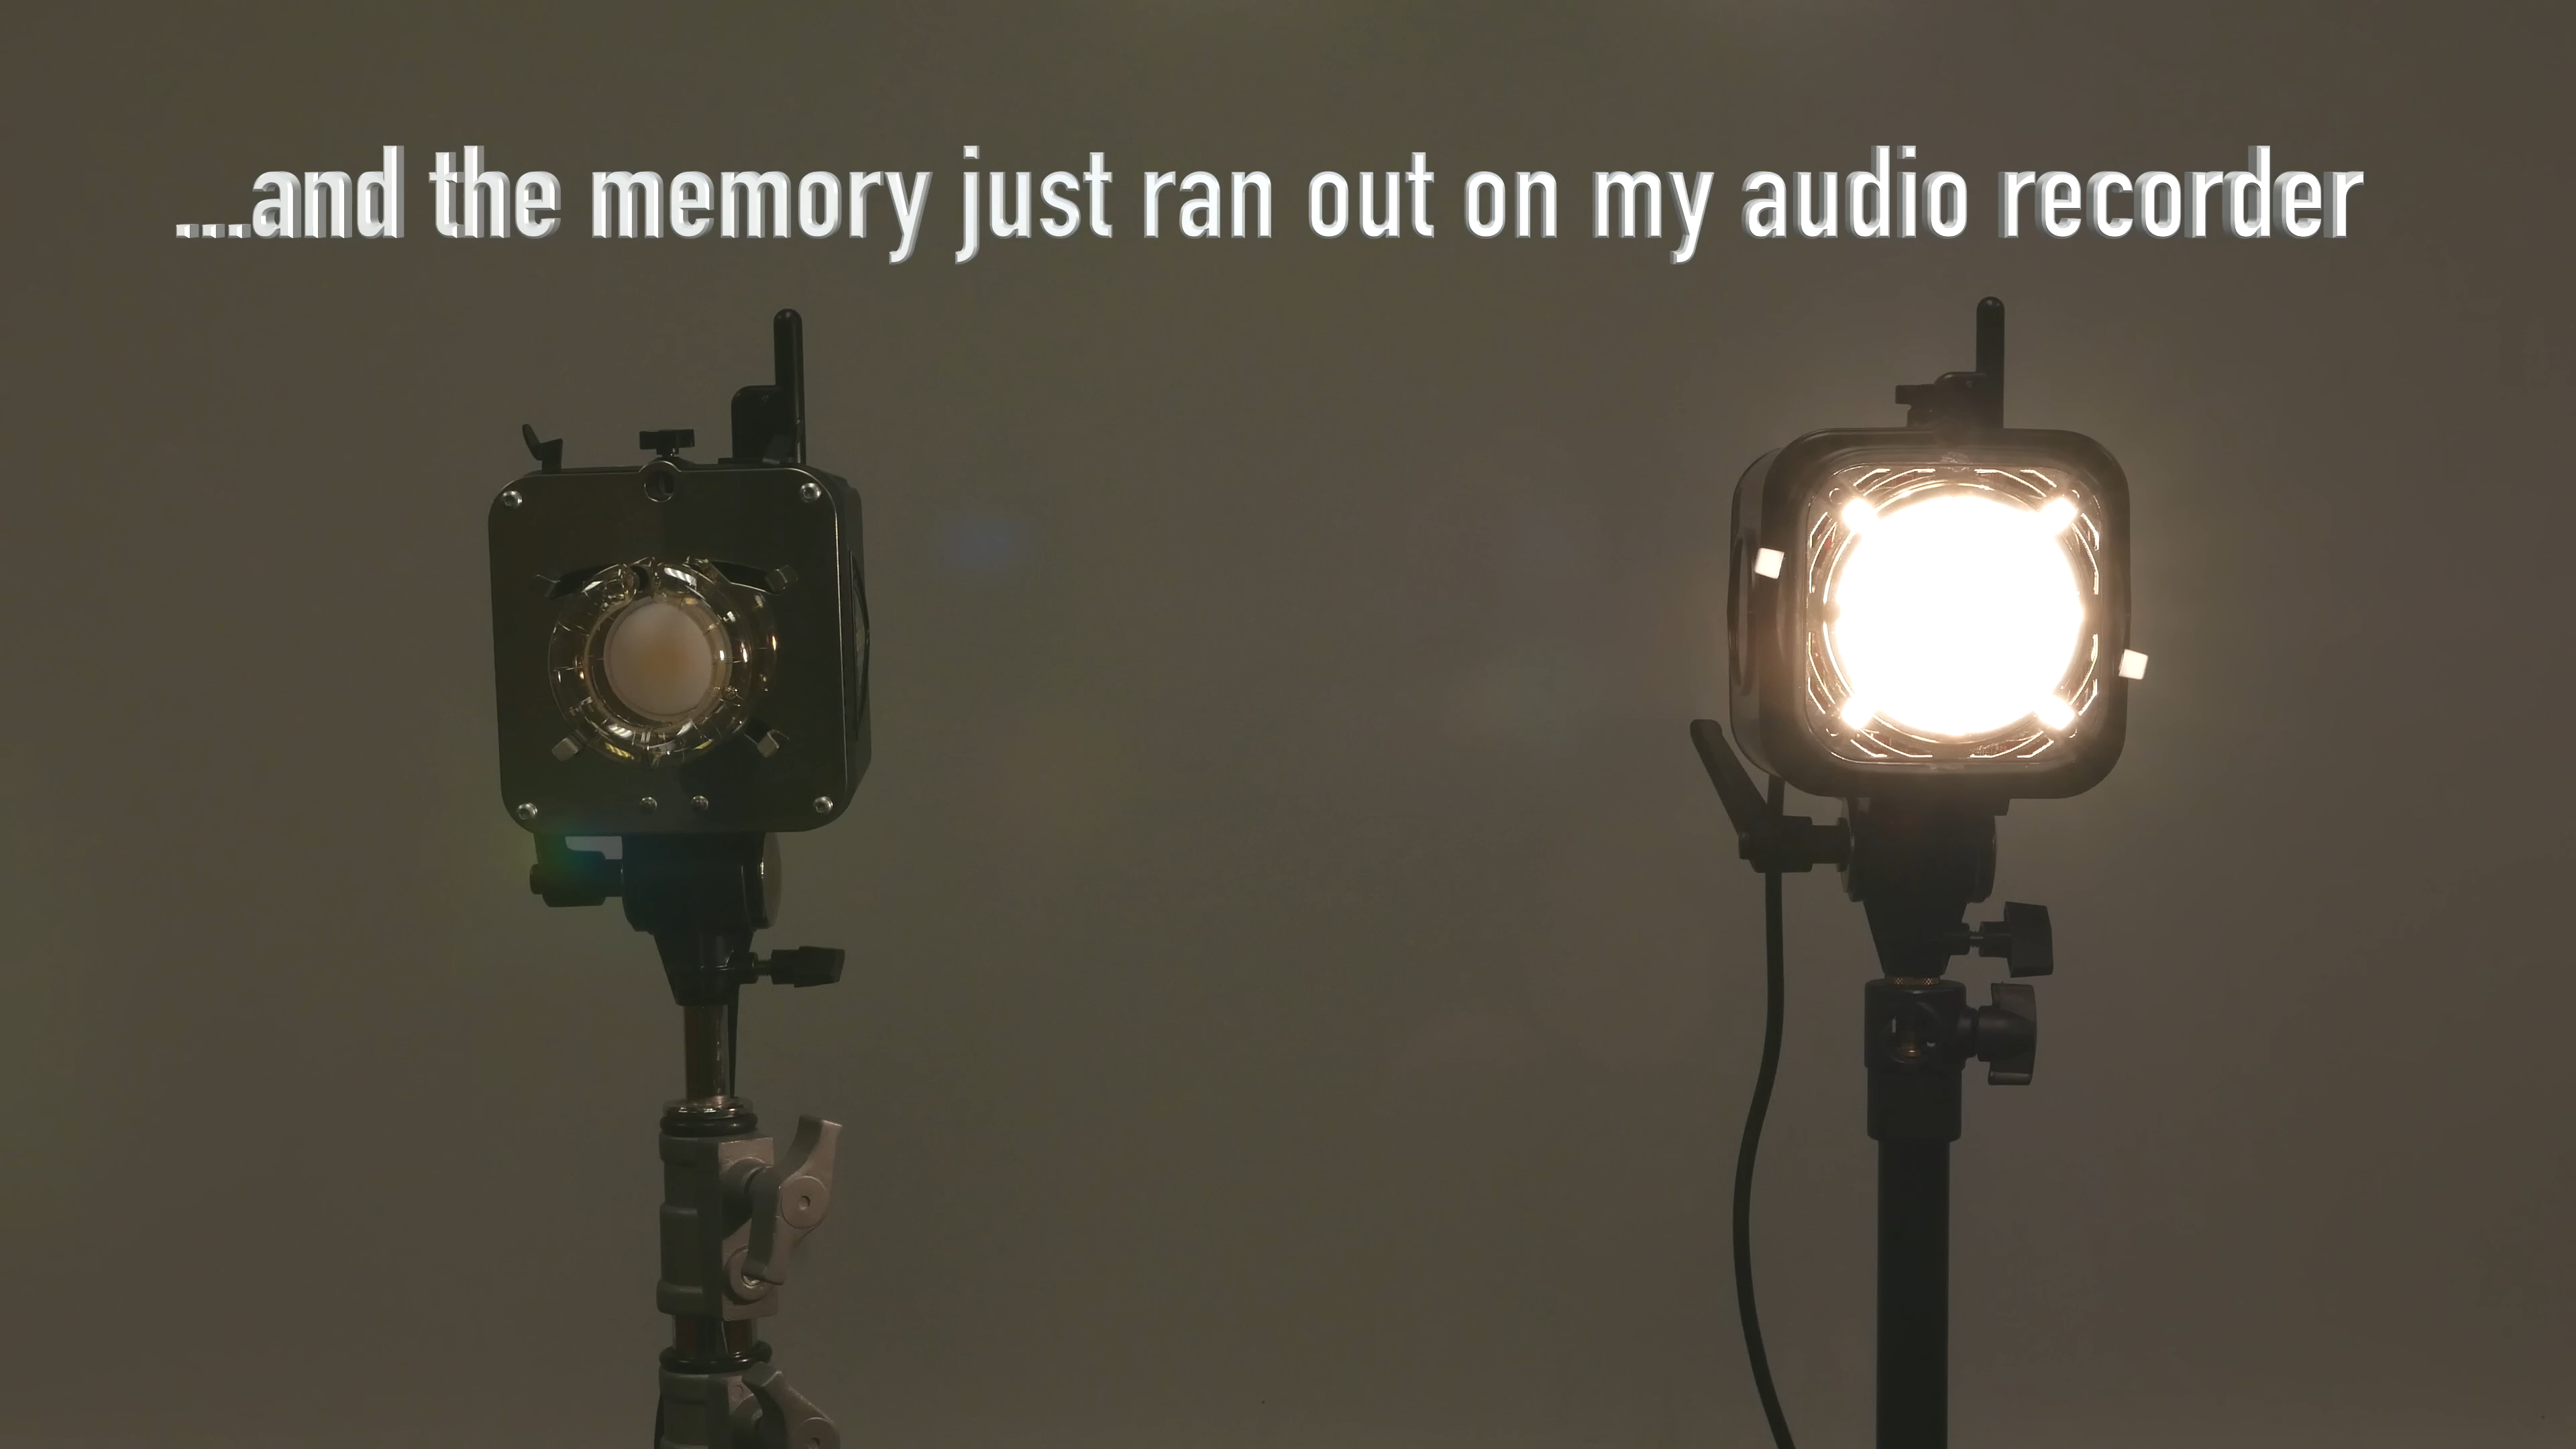 ....and the memory just ran out on my audio recorder